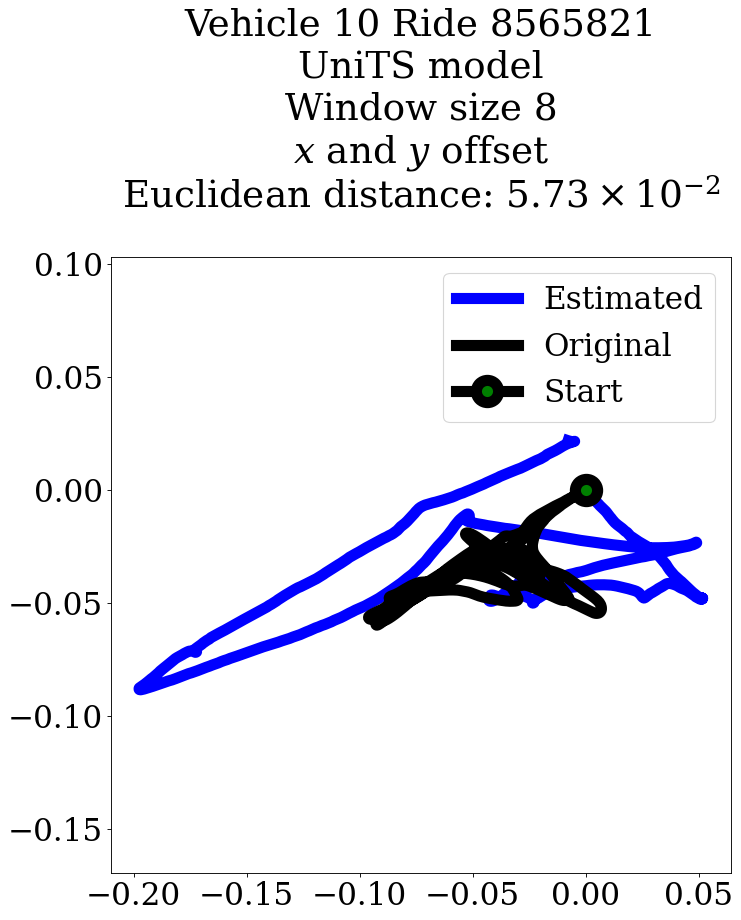 Vehicle 10 Ride 8565821
UniTS model
Window size 8
x and y offset
Euclidean distance: 5.73 × 10⁻²
Estimated
Original
Start
0.10
0.05
0.00
−0.05
−0.10
−0.15
−0.20 −0.15 −0.10 −0.05 0.00 0.05